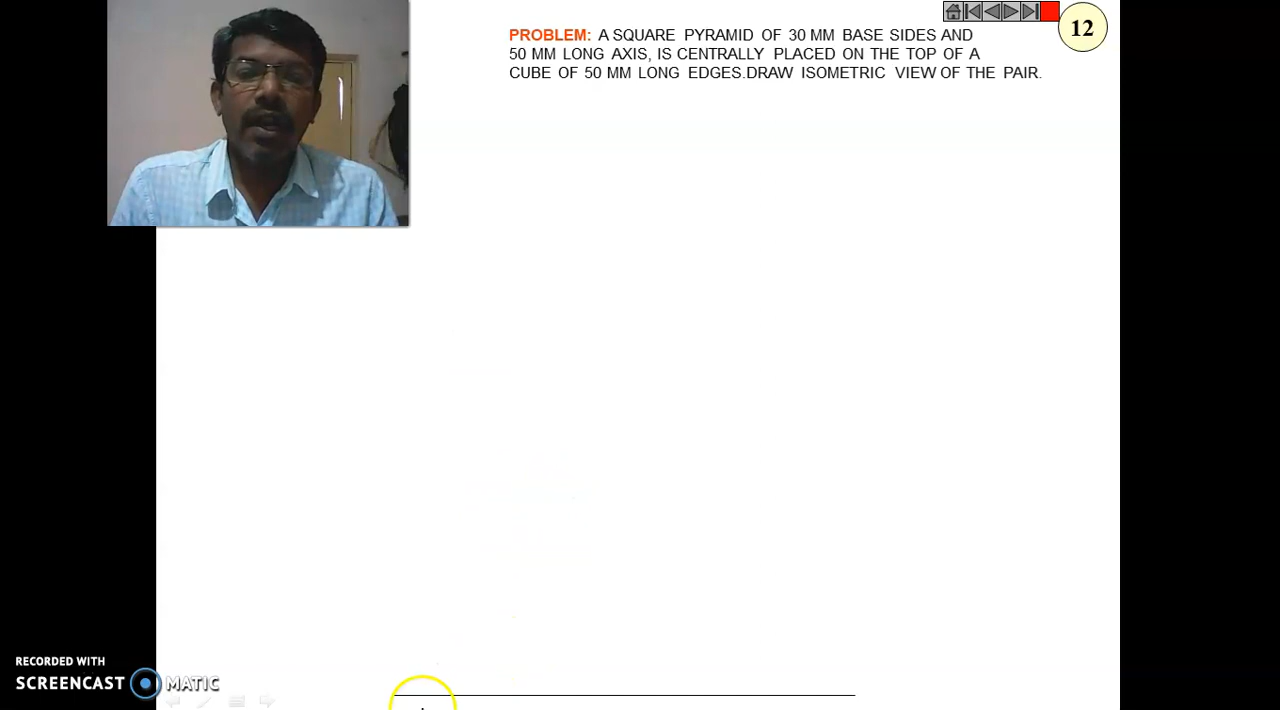 12
PROBLEM: A SQUARE PYRAMID OF 30 MM BASE SIDES AND
50 MM LONG AXIS, IS CENTRALLY PLACED ON THE TOP OF A
CUBE OF 50 MM LONG EDGES.DRAW ISOMETRIC VIEW OF THE PAIR.
RECORDED WITH
SCREENCAST MATIC